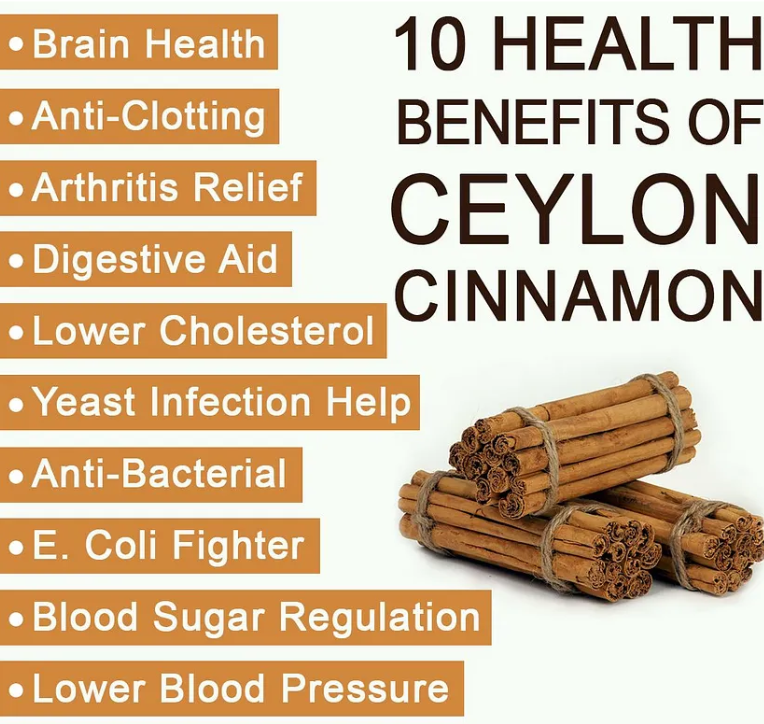 10 HEALTH
BENEFITS OF
CEYLON
CINNAMON
• Brain Health
• Anti-Clotting
• Arthritis Relief
• Digestive Aid
• Lower Cholesterol
• Yeast Infection Help
• Anti-Bacterial
• E. Coli Fighter
• Blood Sugar Regulation
• Lower Blood Pressure